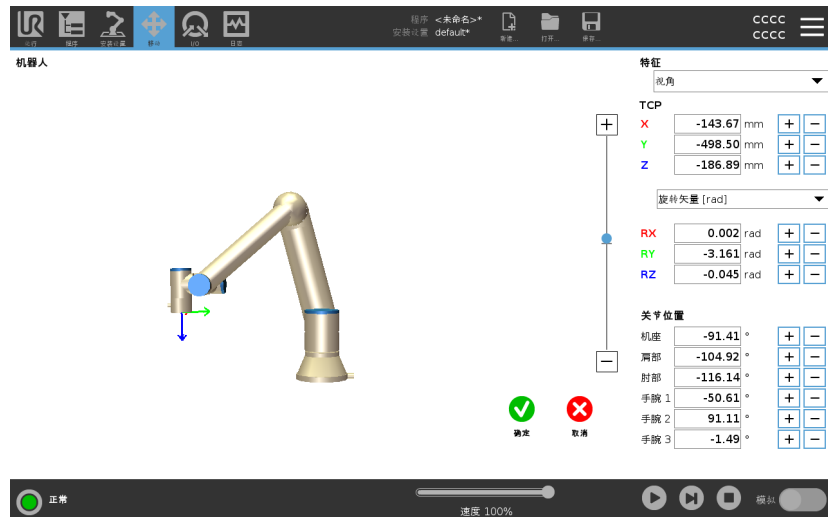 UR
程序 <未命名>*
安装设置 default*
cccc
cccc
运行
程序
安装设置
移动
I/O
日志
新建...
打开...
保存...
机器人
特征
视角
TCP
X -143.67 mm + −
Y -498.50 mm + −
Z -186.89 mm + −
旋转矢量 [rad]
RX 0.002 rad + −
RY -3.161 rad + −
RZ -0.045 rad + −
关节位置
机座 -91.41 ° + −
肩部 -104.92 ° + −
肘部 -116.14 ° + −
手腕 1 -50.61 ° + −
手腕 2 91.11 ° + −
手腕 3 -1.49 ° + −
确定
取消
正常
速度 100%
模拟